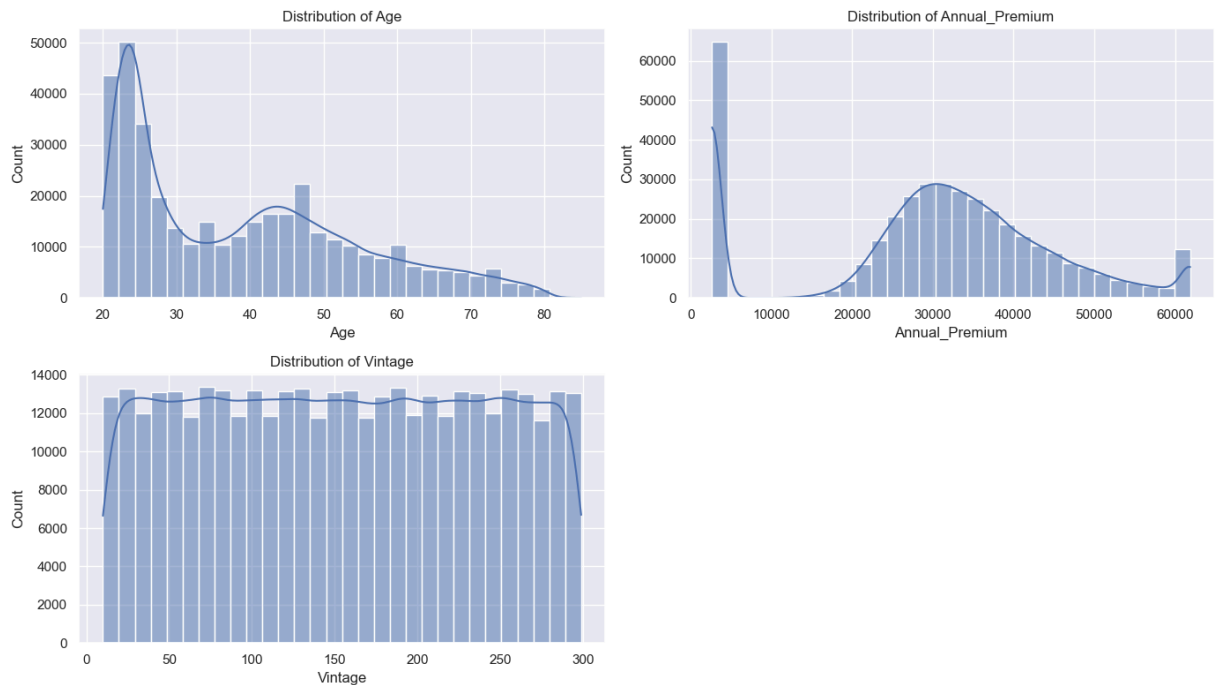 Distribution of Age
50000
40000
30000
20000
10000
0
Count
20 30 40 50 60 70 80
Age
Distribution of Annual_Premium
60000
50000
40000
30000
20000
10000
0
Count
0 10000 20000 30000 40000 50000 60000
Annual_Premium
Distribution of Vintage
14000
12000
10000
8000
6000
4000
2000
0
Count
0 50 100 150 200 250 300
Vintage